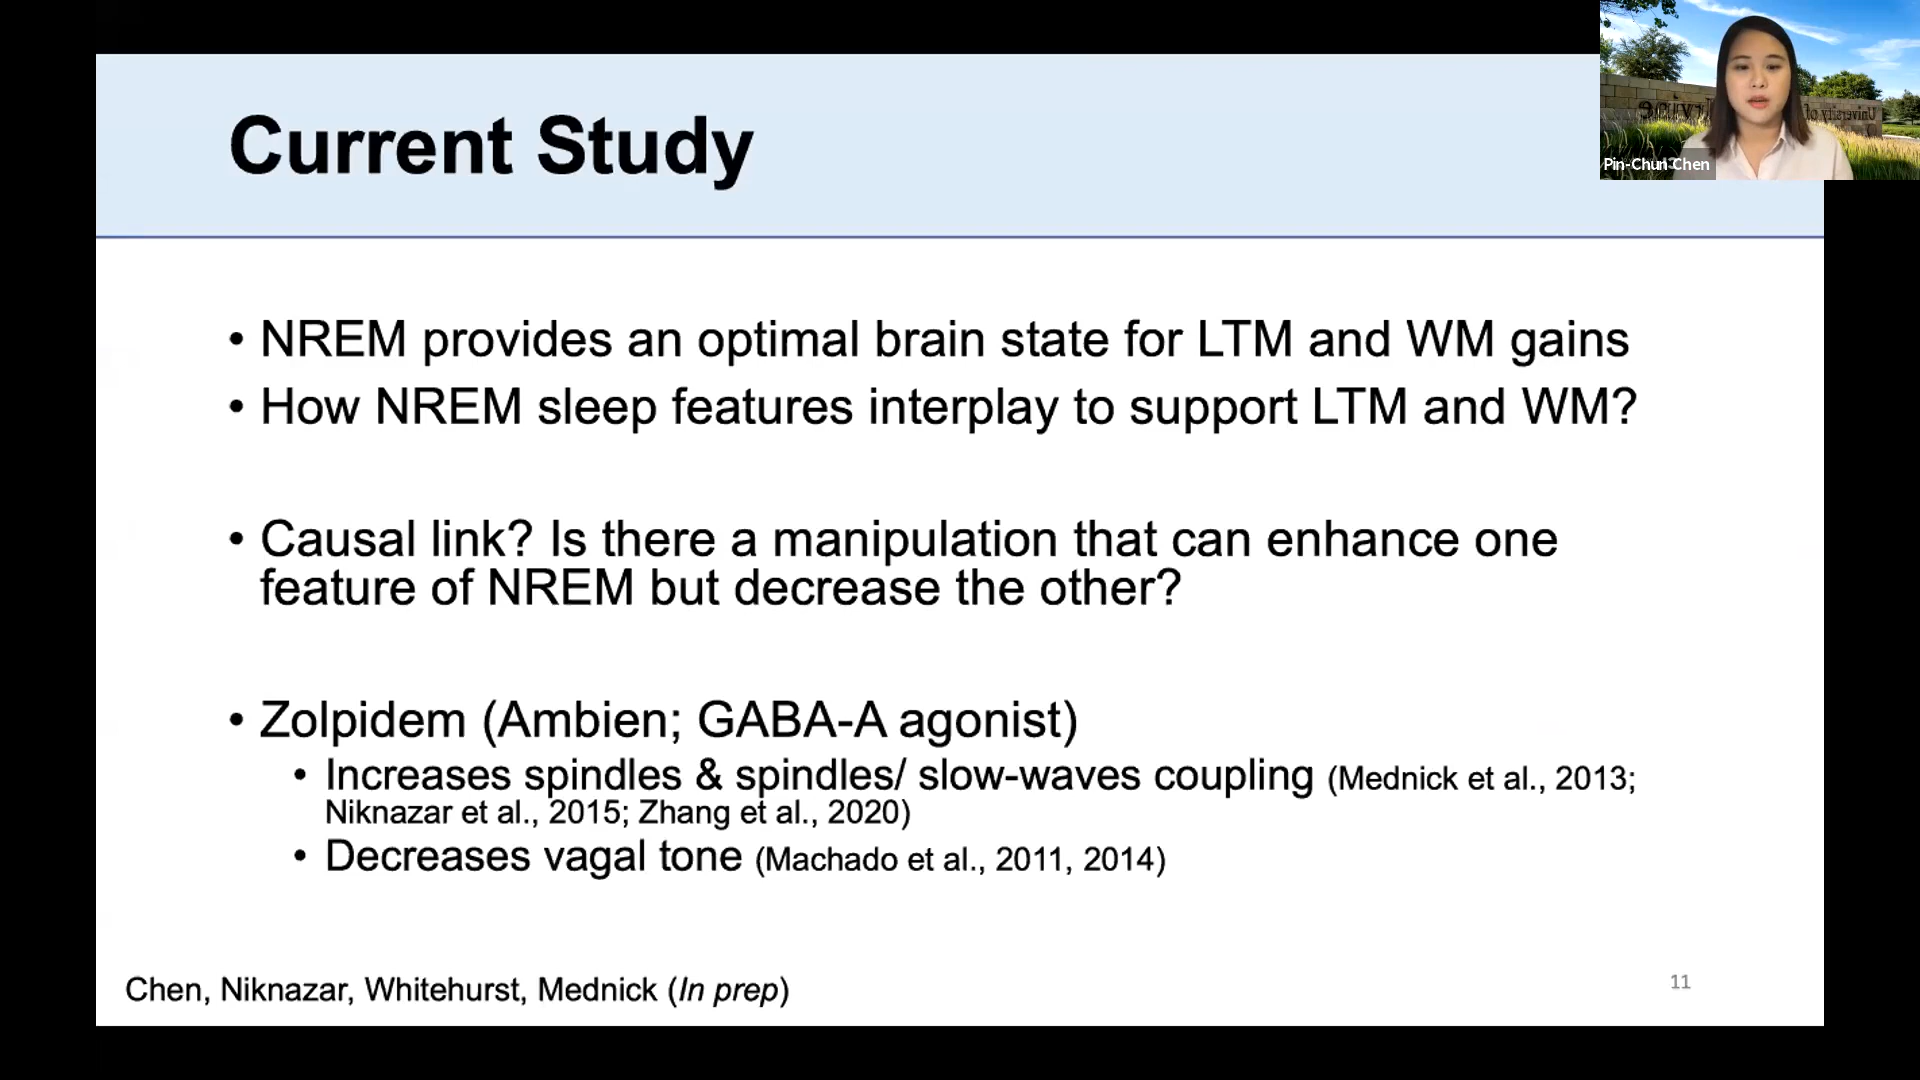 Current Study
Pin-Chun Chen
• NREM provides an optimal brain state for LTM and WM gains
• How NREM sleep features interplay to support LTM and WM?
• Causal link? Is there a manipulation that can enhance one
feature of NREM but decrease the other?
• Zolpidem (Ambien; GABA-A agonist)
• Increases spindles & spindles/ slow-waves coupling (Mednick et al., 2013;
Niknazar et al., 2015; Zhang et al., 2020)
• Decreases vagal tone (Machado et al., 2011, 2014)
Chen, Niknazar, Whitehurst, Mednick (In prep)
11